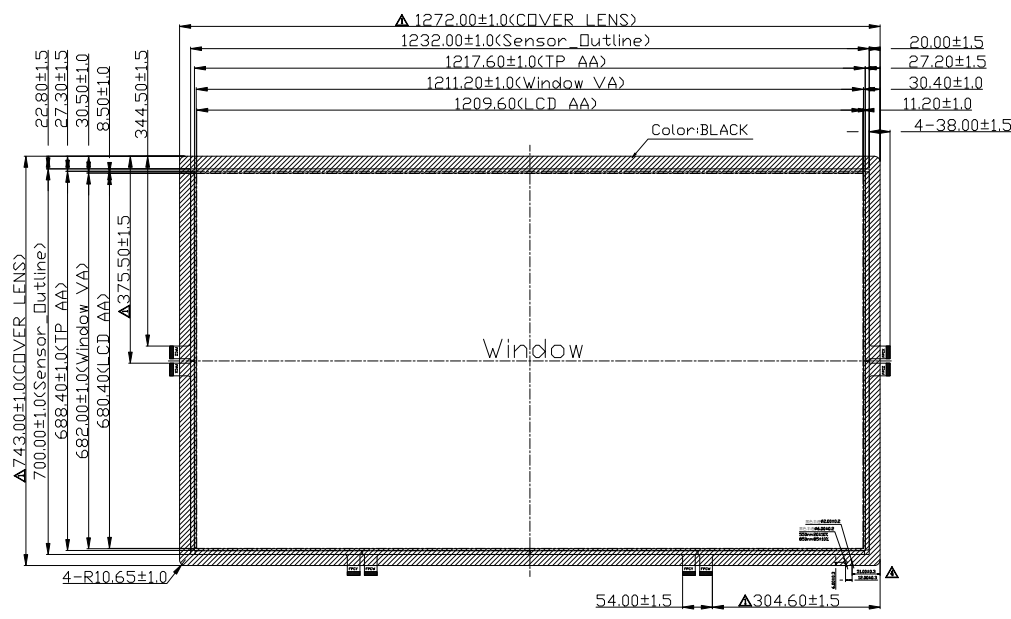 1272.00±1.0(COVER LENS)
1232.00±1.0(Sensor_Outline)
1217.60±1.0(TP AA)
1211.20±1.0(Window VA)
1209.60(LCD AA)
20.00±1.5
27.20±1.5
30.40±1.0
11.20±1.0
4-38.00±1.5
22.80±1.5
27.30±1.5
30.50±1.0
8.50±1.0
344.50±1.5
Color:BLACK
375.50±1.5
743.00±1.0(COVER LENS)
700.00±1.0(Sensor_Outline)
688.40±1.0(TP AA)
682.00±1.0(Window VA)
680.40(LCD AA)
Window
4-R10.65±1.0
54.00±1.5
304.60±1.5